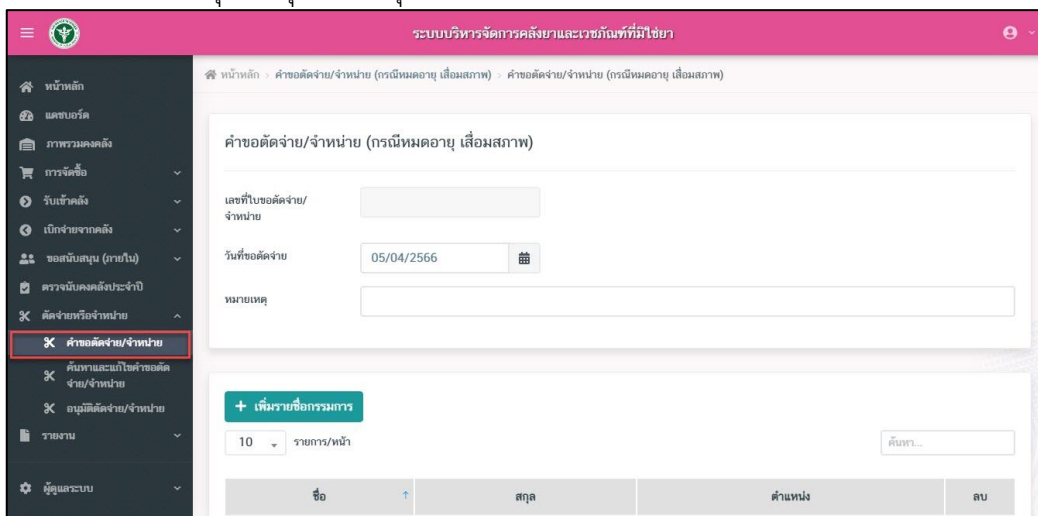 ระบบบริหารจัดการคลังยาและเวชภัณฑ์ที่มิใช่ยา
หน้าหลัก > คำขอตัดจ่าย/จำหน่าย (กรณีหมดอายุ เสื่อมสภาพ) > คำขอตัดจ่าย/จำหน่าย (กรณีหมดอายุ เสื่อมสภาพ)
หน้าหลัก
แดชบอร์ด
ภาพรวมคงคลัง
การจัดซื้อ
รับเข้าคลัง
เบิกจ่ายจากคลัง
ขอสนับสนุน (ภายใน)
ตรวจนับคงคลังประจำปี
ตัดจ่ายหรือจำหน่าย
คำขอตัดจ่าย/จำหน่าย
ค้นหาและแก้ไขคำขอตัด
จ่าย/จำหน่าย
อนุมัติตัดจ่าย/จำหน่าย
รายงาน
ผู้ดูแลระบบ
คำขอตัดจ่าย/จำหน่าย (กรณีหมดอายุ เสื่อมสภาพ)
เลขที่ใบขอตัดจ่าย/
จำหน่าย
วันที่ขอตัดจ่าย 05/04/2566
หมายเหตุ
+ เพิ่มรายชื่อกรรมการ
10 รายการ/หน้า ค้นหา...
ชื่อ ↑ สกุล ตำแหน่ง ลบ